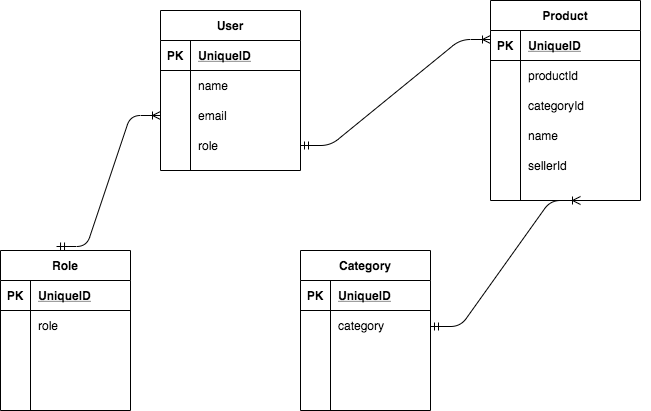 User
PK UniqueID
name
email
role
Product
PK UniqueID
productId
categoryId
name
sellerId
Role
PK UniqueID
role
Category
PK UniqueID
category